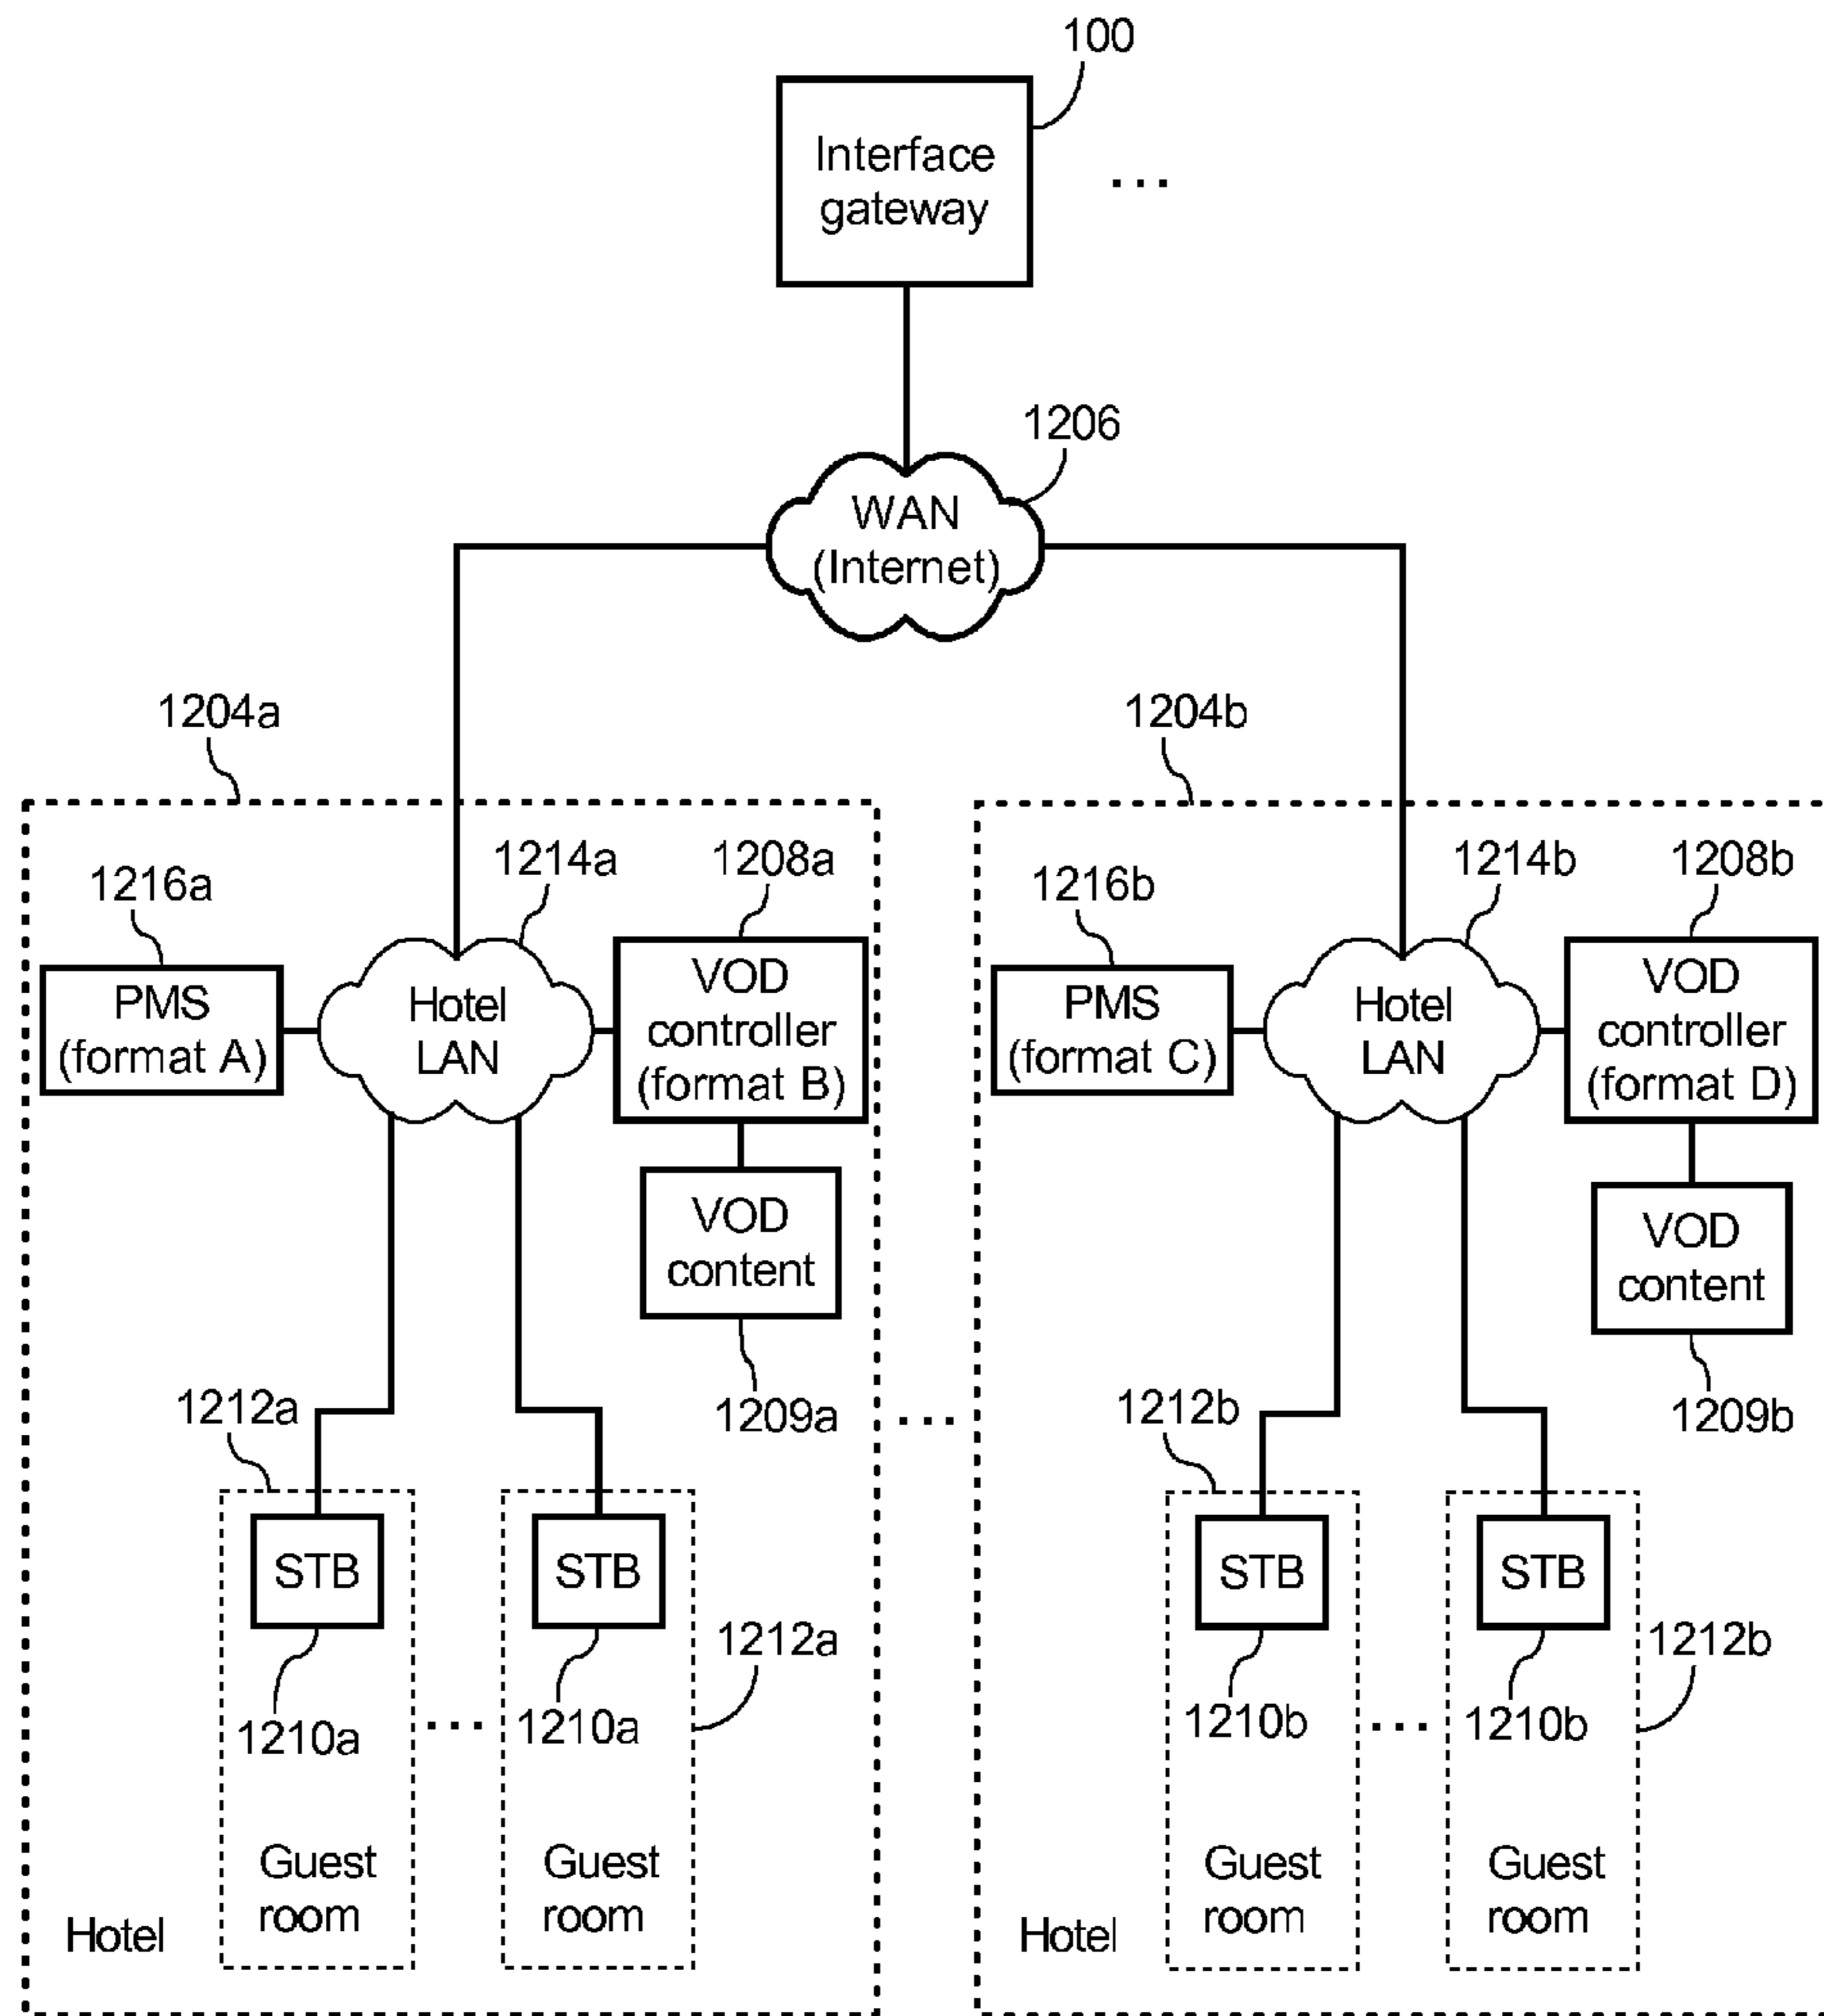 100
Interface
gateway
...
1206
WAN
(Internet)
1204a
1204b
1216a
1214a
1208a
1216b
1214b
1208b
PMS
(format A)
Hotel
LAN
VOD
controller
(format B)
PMS
(format C)
Hotel
LAN
VOD
controller
(format D)
VOD
content
VOD
content
1209a
1209b
1212a
...
1212b
STB
STB
STB
STB
1212a
1212b
1210a
...
1210a
1210b
...
1210b
Guest
room
Guest
room
Guest
room
Guest
room
Hotel
Hotel